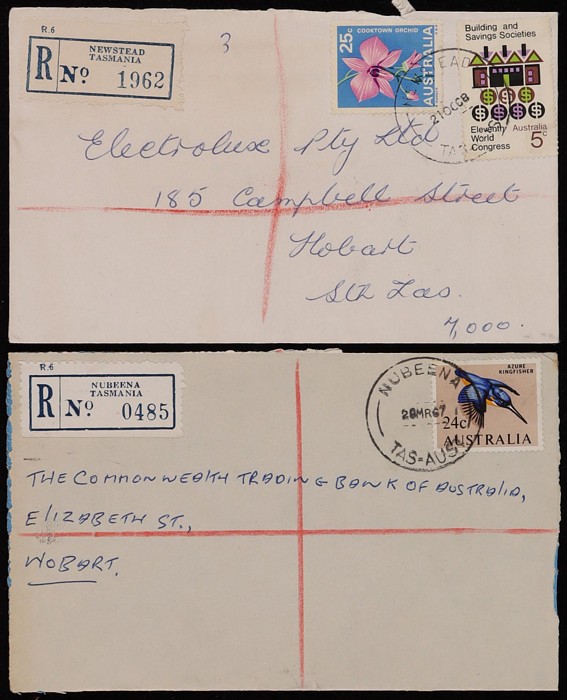 R.6
NEWSTEAD
TASMANIA
R No 1962
3
COOKTOWN ORCHID
25c
AUSTRALIA
Building and
Savings Societies
Eleventh
World
Congress
Australia
5c
21OC68
TAS
Electrolux Pty Ltd
185 Campbell Street
Hobart
Sth Tas.
7,000.
R.6
NUBEENA
TASMANIA
R No 0485
NUBEENA
28MR67
TAS-AUST
AZURE
KINGFISHER
24c
AUSTRALIA
THE COMMONWEALTH TRADING BANK OF AUSTRALIA,
ELIZABETH ST.,
HOBART.